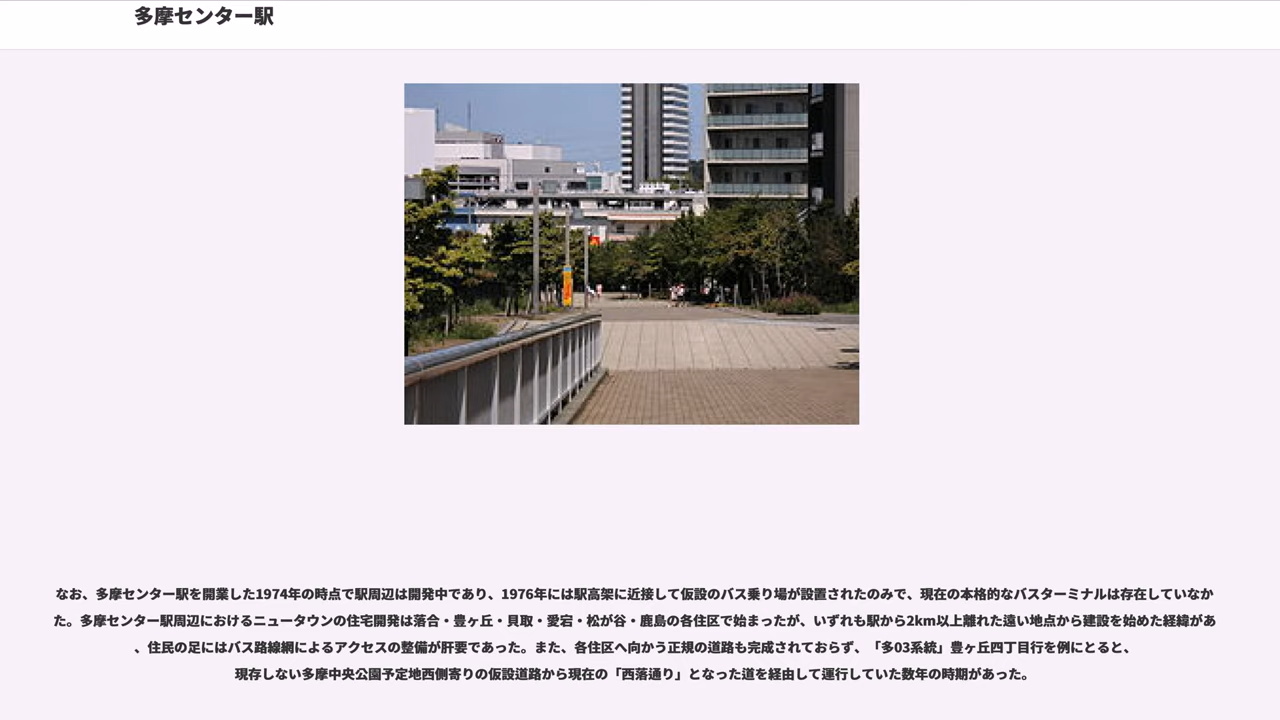 多摩センター駅
なお、多摩センター駅を開業した1974年の時点で駅周辺は開発中であり、1976年には駅高架に近接して仮設のバス乗り場が設置されたのみで、現在の本格的なバスターミナルは存在していなか
た。多摩センター駅周辺におけるニュータウンの住宅開発は落合・豊ヶ丘・貝取・愛宕・松が谷・鹿島の各住区で始まったが、いずれも駅から2km以上離れた遠い地点から建設を始めた経緯があ
、住民の足にはバス路線網によるアクセスの整備が肝要であった。また、各住区へ向かう正規の道路も完成されておらず、「多03系統」豊ヶ丘四丁目行を例にとると、
現存しない多摩中央公園予定地西側寄りの仮設道路から現在の「西落通り」となった道を経由して運行していた数年の時期があった。